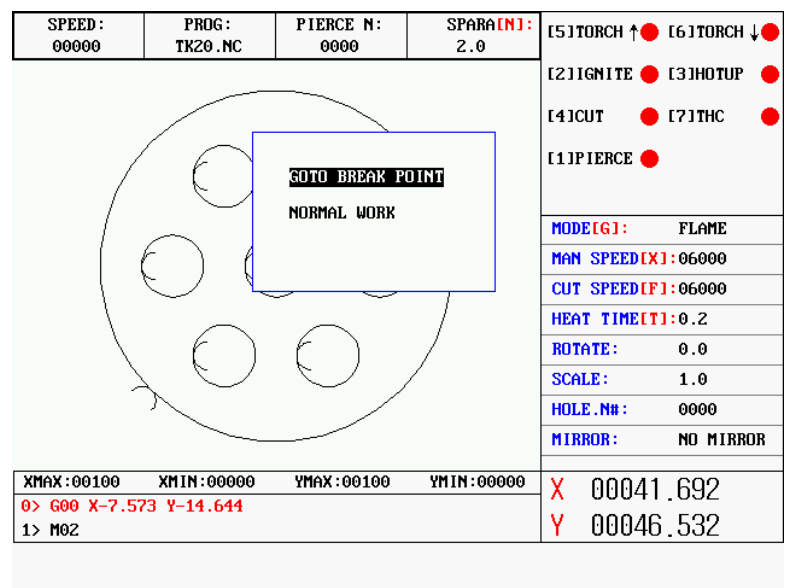 SPEED: PROG: PIERCE N: SPARA[N]:
00000 TK20.NC 0000 2.0
[5]TORCH ↑ [6]TORCH ↓
[2]IGNITE [3]HOTUP
[4]CUT [7]THC
[1]PIERCE
GOTO BREAK POINT
NORMAL WORK
MODE[G]: FLAME
MAN SPEED[X]:06000
CUT SPEED[F]:06000
HEAT TIME[T]:0.2
ROTATE: 0.0
SCALE: 1.0
HOLE.N#: 0000
MIRROR: NO MIRROR
XMAX:00100 XMIN:00000 YMAX:00100 YMIN:00000
0> G00 X-7.573 Y-14.644
1> M02
X 00041.692
Y 00046.532